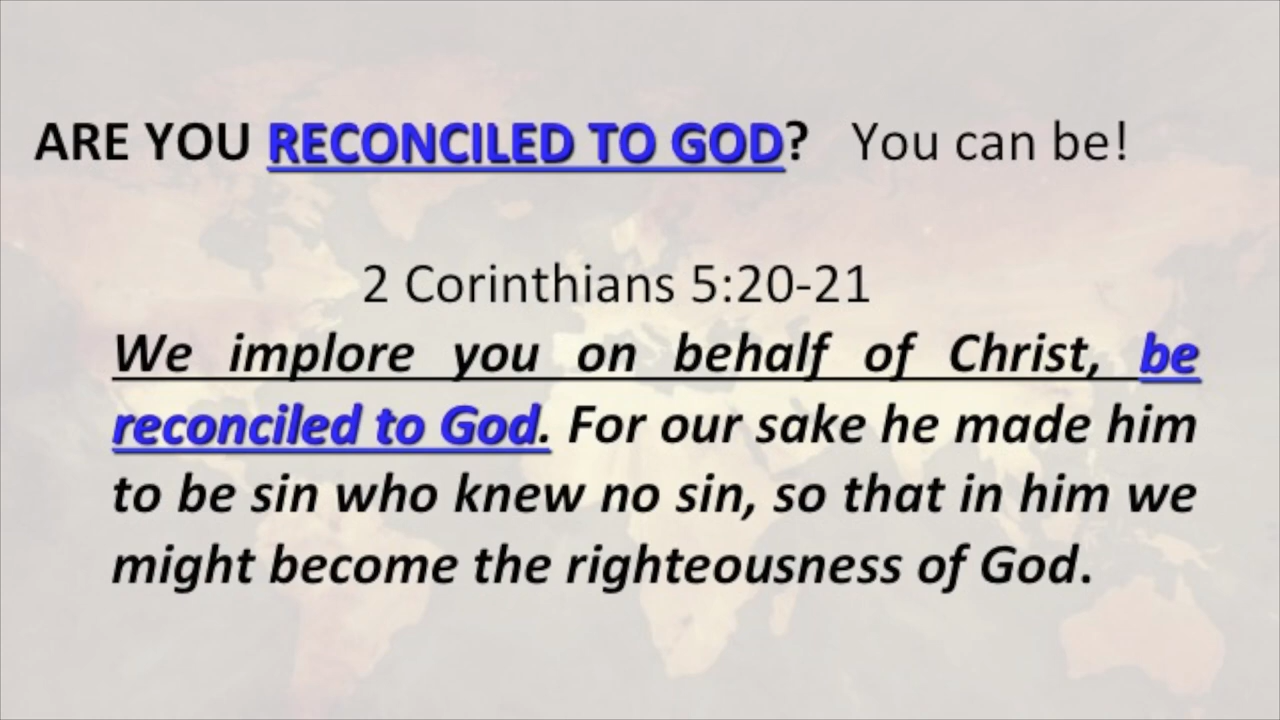 ARE YOU RECONCILED TO GOD? You can be!
2 Corinthians 5:20-21
We implore you on behalf of Christ, be
reconciled to God. For our sake he made him
to be sin who knew no sin, so that in him we
might become the righteousness of God.